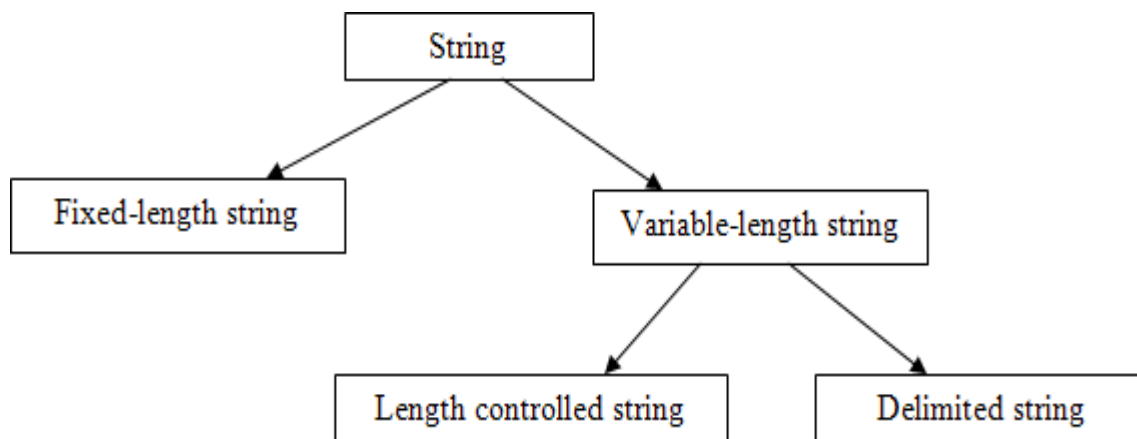 String
Fixed-length string
Variable-length string
Length controlled string
Delimited string